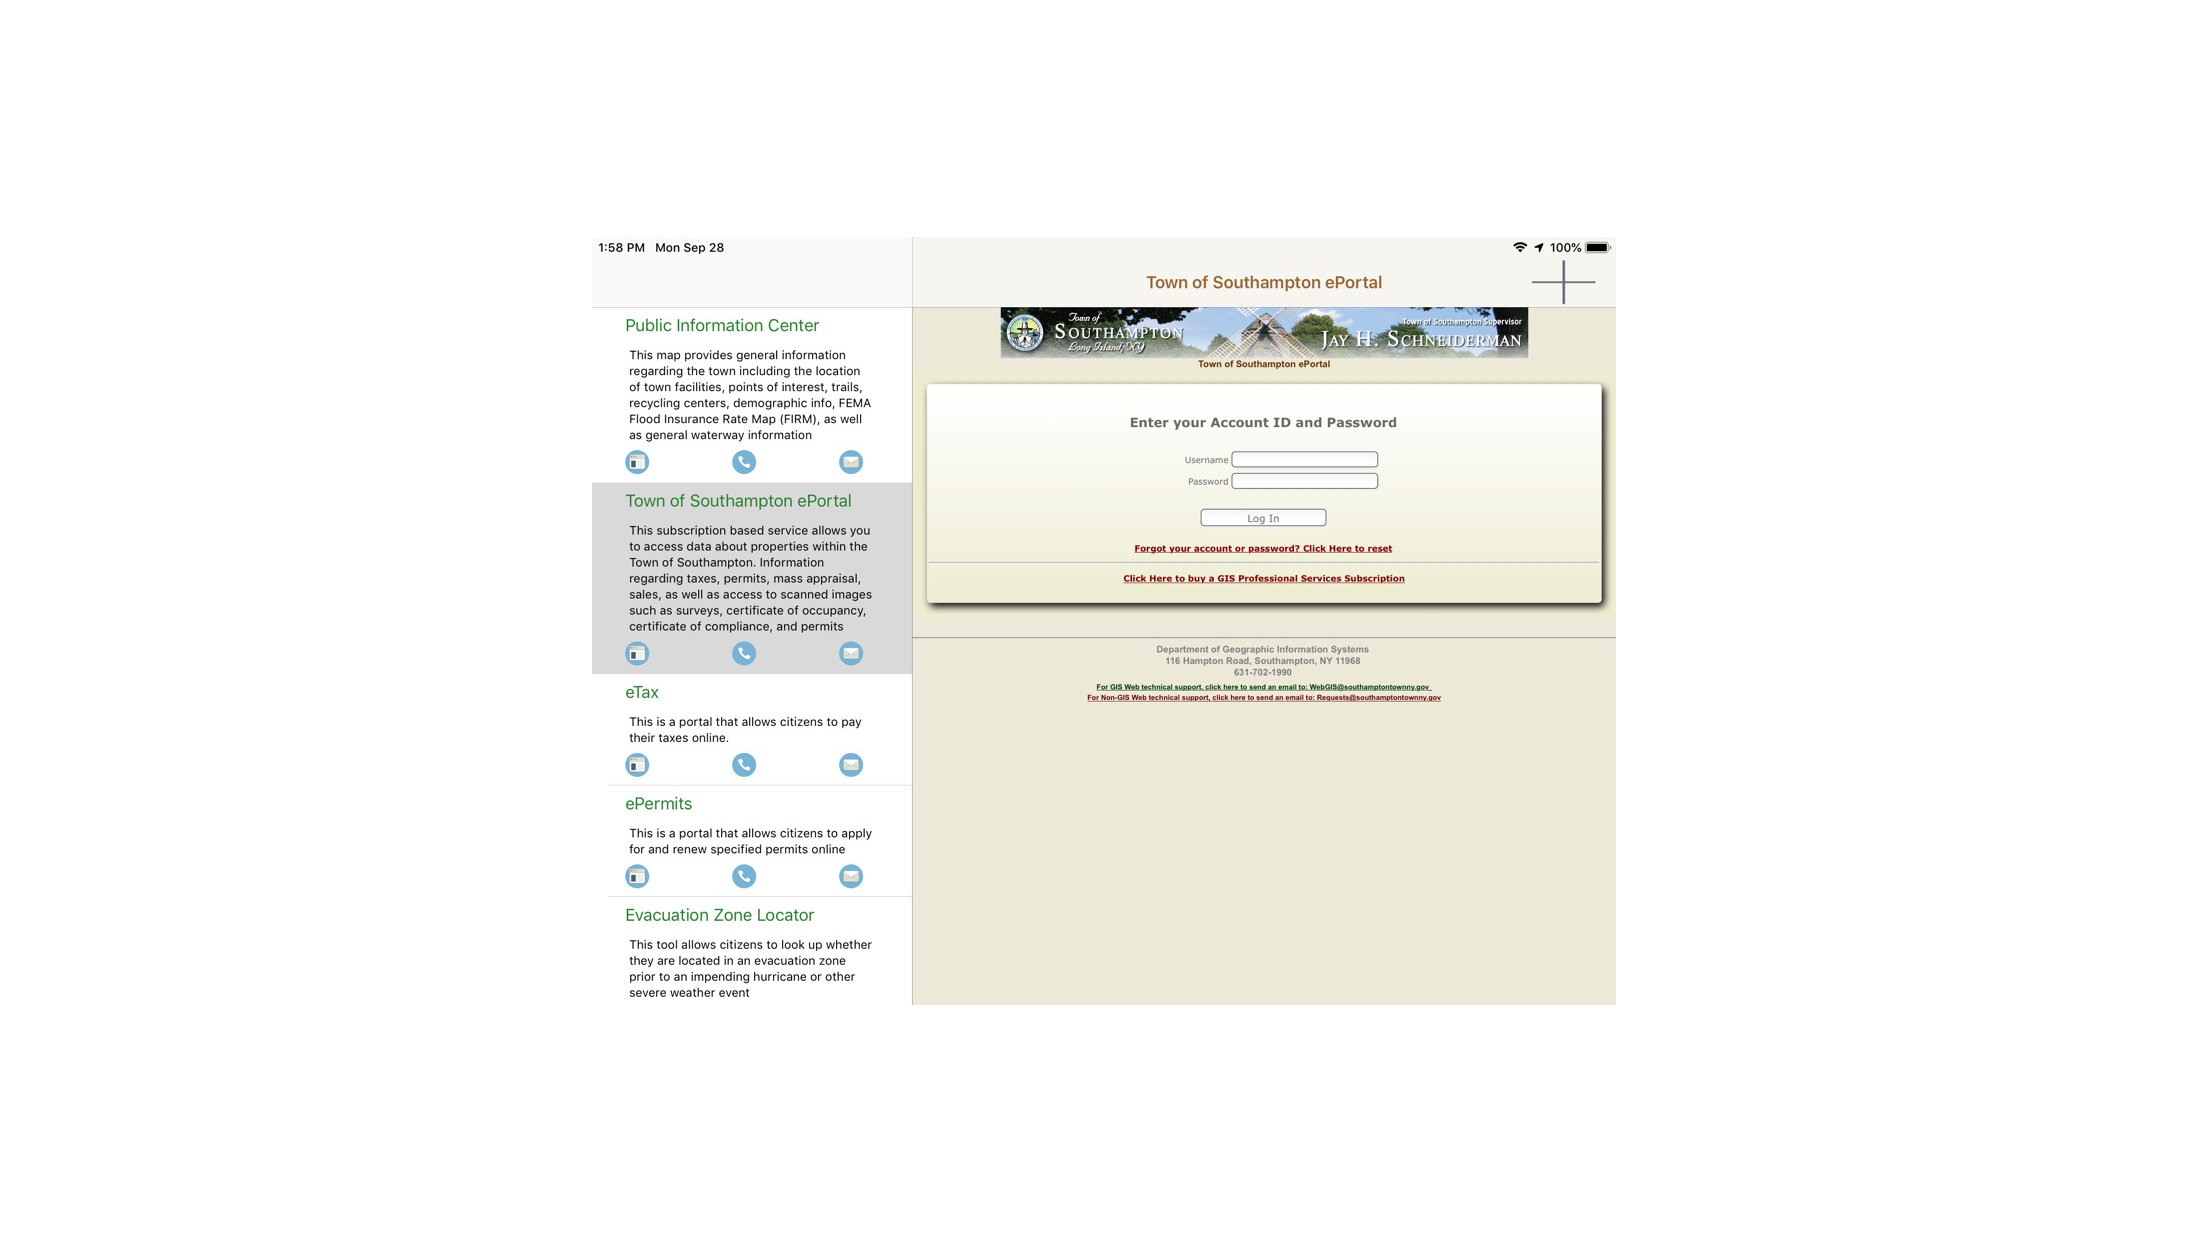 1:58 PM Mon Sep 28
100%
Town of Southampton ePortal
Public Information Center
This map provides general information
regarding the town including the location
of town facilities, points of interest, trails,
recycling centers, demographic info, FEMA
Flood Insurance Rate Map (FIRM), as well
as general waterway information
Town of Southampton ePortal
This subscription based service allows you
to access data about properties within the
Town of Southampton. Information
regarding taxes, permits, mass appraisal,
sales, as well as access to scanned images
such as surveys, certificate of occupancy,
certificate of compliance, and permits
eTax
This is a portal that allows citizens to pay
their taxes online.
ePermits
This is a portal that allows citizens to apply
for and renew specified permits online
Evacuation Zone Locator
This tool allows citizens to look up whether
they are located in an evacuation zone
prior to an impending hurricane or other
severe weather event
Town of
SOUTHAMPTON
Long Island, NY
Town of Southampton Supervisor
JAY H. SCHNEIDERMAN
Town of Southampton ePortal
Enter your Account ID and Password
Username
Password
Log In
Forgot your account or password? Click Here to reset
Click Here to buy a GIS Professional Services Subscription
Department of Geographic Information Systems
116 Hampton Road, Southampton, NY 11968
631-702-1990
For GIS Web technical support, click here to send an email to: WebGIS@southamptontownny.gov
For Non-GIS Web technical support, click here to send an email to: Requests@southamptontownny.gov